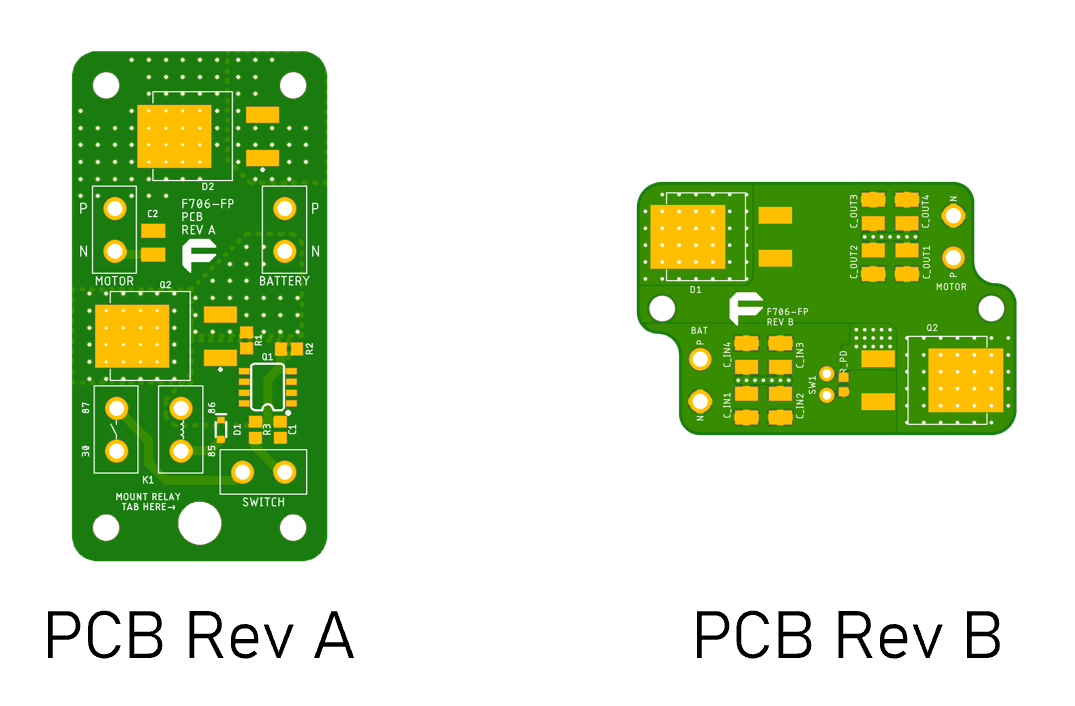 D2
P
P
C2
F706-FP
PCB
REV A
N
N
MOTOR
BATTERY
Q2
R1
R2
Q1
87
86
30
85
D1
R3
C1
K1
MOUNT RELAY
TAB HERE→
SWITCH
PCB Rev A
C_OUT3
C_OUT4
N
C_OUT2
C_OUT1
P
MOTOR
D1
F706-FP
REV B
BAT
P
C_IN4
C_IN3
Q2
R_PD
SW1
N
C_IN1
C_IN2
PCB Rev B